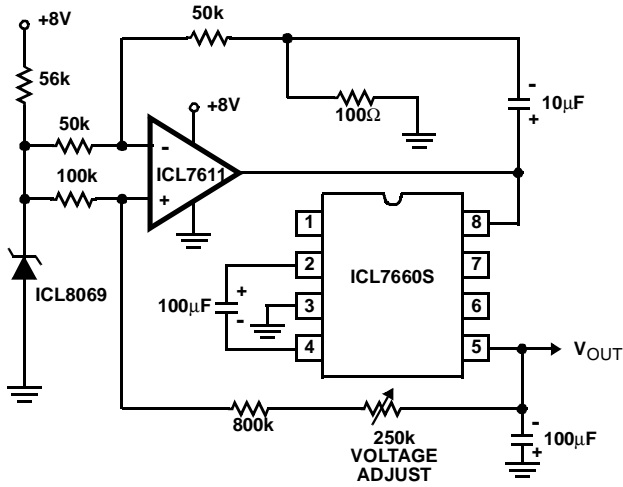 +8V
50k
56k
+8V
100Ω
- 
10µF
+
50k
-
ICL7611
100k
+
1
8
ICL7660S
2
7
ICL8069
+
100µF
-
3
6
4
5
VOUT
800k
250k
VOLTAGE
ADJUST
-
100µF
+